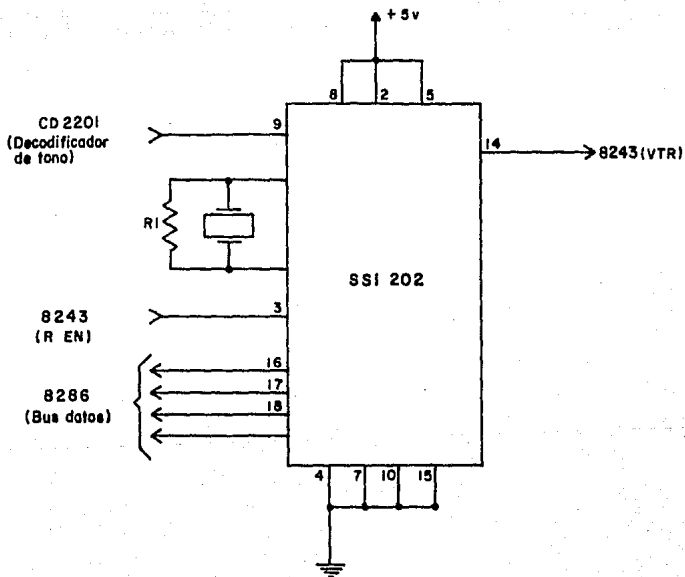 +5v
8 2 5
CD 2201
(Decodificador
de tono)
9
14
8243 (VTR)
R1
SSI 202
8243
(R EN)
3
16
17
18
8286
(Bus datos)
4 7 10 15